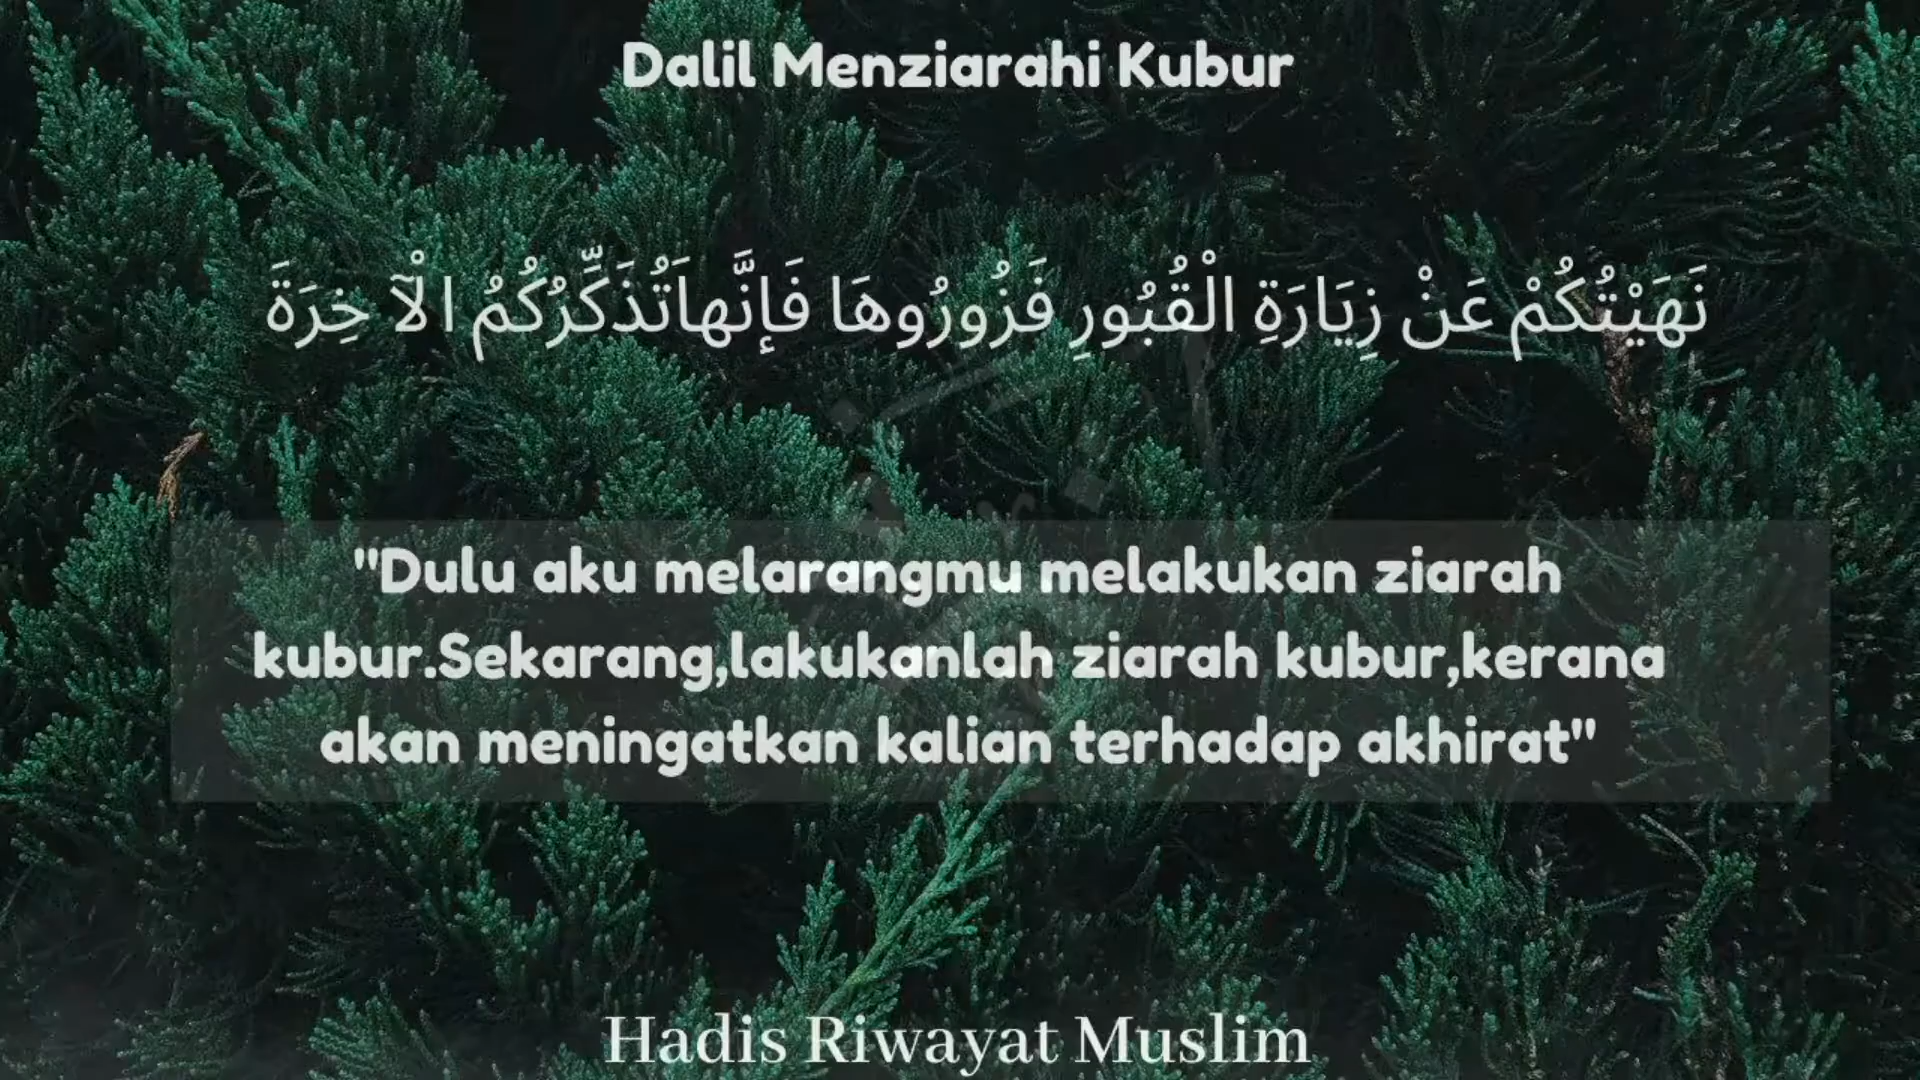 Dalil Menziarahi Kubur
نَهَيْتُكُمْ عَنْ زِيَارَةِ الْقُبُورِ فَزُورُوهَا فَإِنَّهاَتُذَكِّرُكُمُ الْآ خِرَةَ
"Dulu aku melarangmu melakukan ziarah
kubur.Sekarang,lakukanlah ziarah kubur,kerana
akan meningatkan kalian terhadap akhirat"
Hadis Riwayat Muslim